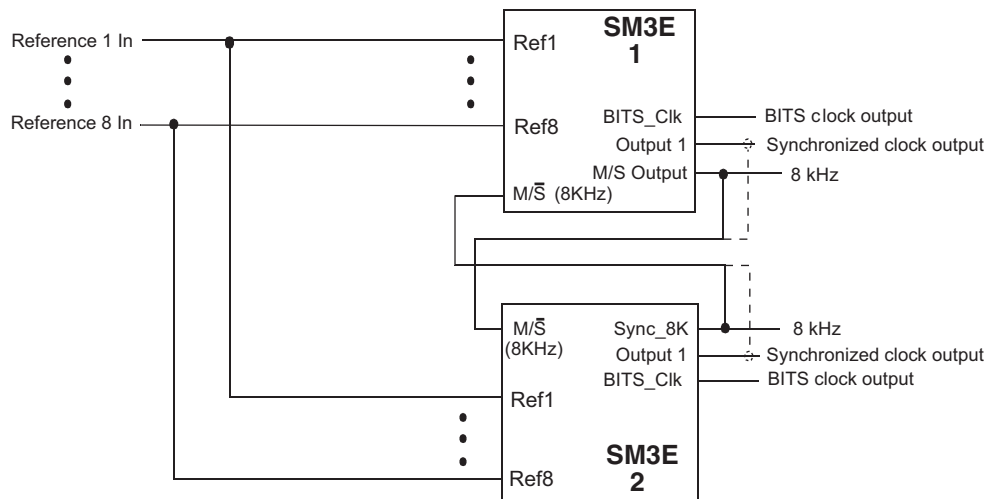 Reference 1 In
Reference 8 In
Ref1
SM3E
1
Ref8
BITS_Clk
Output 1
M/S Output
M/S̅ (8KHz)
BITS clock output
Synchronized clock output
8 kHz
M/S̅
(8KHz)
Sync_8K
Output 1
BITS_Clk
Ref1
Ref8
SM3E
2
8 kHz
Synchronized clock output
BITS clock output